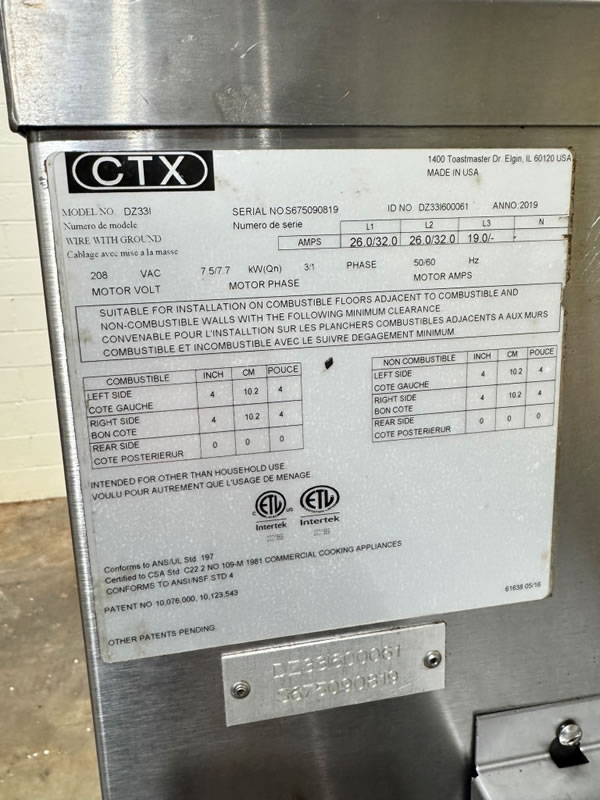 CTX
1400 Toastmaster Dr. Elgin, IL 60120 USA
MADE IN USA
MODEL NO. DZ33I SERIAL NO S675090819 ID NO DZ33I600061 ANNO: 2019
Numero de modele Numero de serie
L1 L2 L3 N
WIRE WITH GROUND AMPS 26.0/32.0 26.0/32.0 19.0/- -
Cablage avec mise a la masse
208 VAC 7.5/7.7 kW(Qn) 3/1 PHASE 50/60 Hz
MOTOR VOLT MOTOR PHASE MOTOR AMPS
SUITABLE FOR INSTALLATION ON COMBUSTIBLE FLOORS ADJACENT TO COMBUSTIBLE AND
NON-COMBUSTIBLE WALLS WITH THE FOLLOWING MINIMUM CLEARANCE.
CONVENABLE POUR L'INSTALLATION SUR LES PLANCHERS COMBUSTIBLES ADJACENTS A AUX MURS
COMBUSTIBLE ET INCOMBUSTIBLE AVEC LE SUIVRE DEGAGEMENT MINIMUM.
COMBUSTIBLE INCH CM POUCE
LEFT SIDE 4 10.2 4
COTE GAUCHE
RIGHT SIDE 4 10.2 4
BON COTE
REAR SIDE 0 0 0
COTE POSTERIERUR
NON COMBUSTIBLE INCH CM POUCE
LEFT SIDE 4 10.2 4
COTE GAUCHE
RIGHT SIDE 4 10.2 4
BON COTE
REAR SIDE 0 0 0
COTE POSTERIERUR
INTENDED FOR OTHER THAN HOUSEHOLD USE
VOULU POUR AUTREMENT QUE L'USAGE DE MENAGE
C ETL US ETL
Intertek Intertek
Conforms to ANS/UL Std 197
Certified to CSA Std C22.2 NO 109-M 1981 COMMERCIAL COOKING APPLIANCES
CONFORMS TO ANSI/NSF STD 4
PATENT NO 10,076,000, 10,123,543
61638 05/16
OTHER PATENTS PENDING
DZ33I600061
S675090819